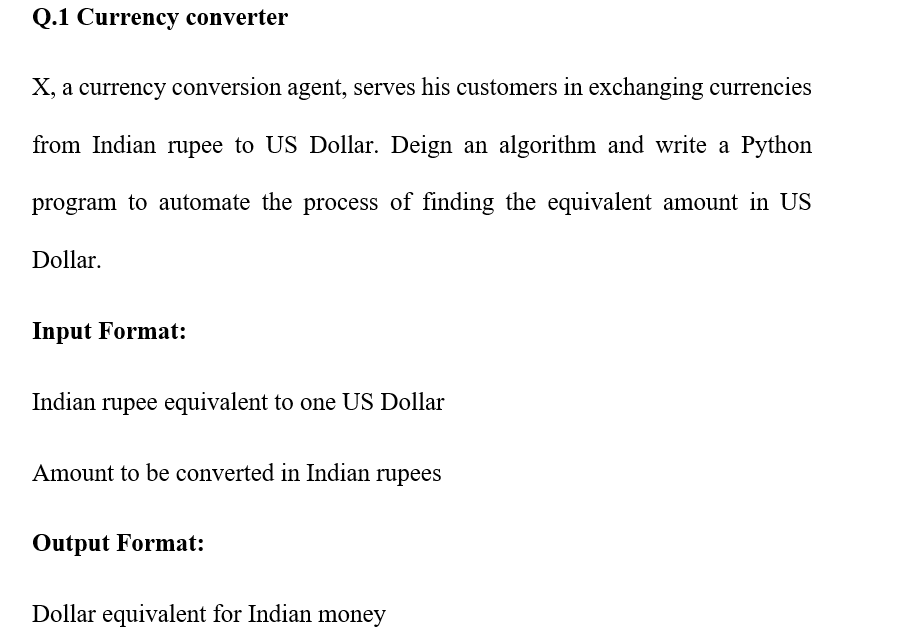 Q.1 Currency converter
X, a currency conversion agent, serves his customers in exchanging currencies
from Indian rupee to US Dollar. Deign an algorithm and write a Python
program to automate the process of finding the equivalent amount in US
Dollar.
Input Format:
Indian rupee equivalent to one US Dollar
Amount to be converted in Indian rupees
Output Format:
Dollar equivalent for Indian money